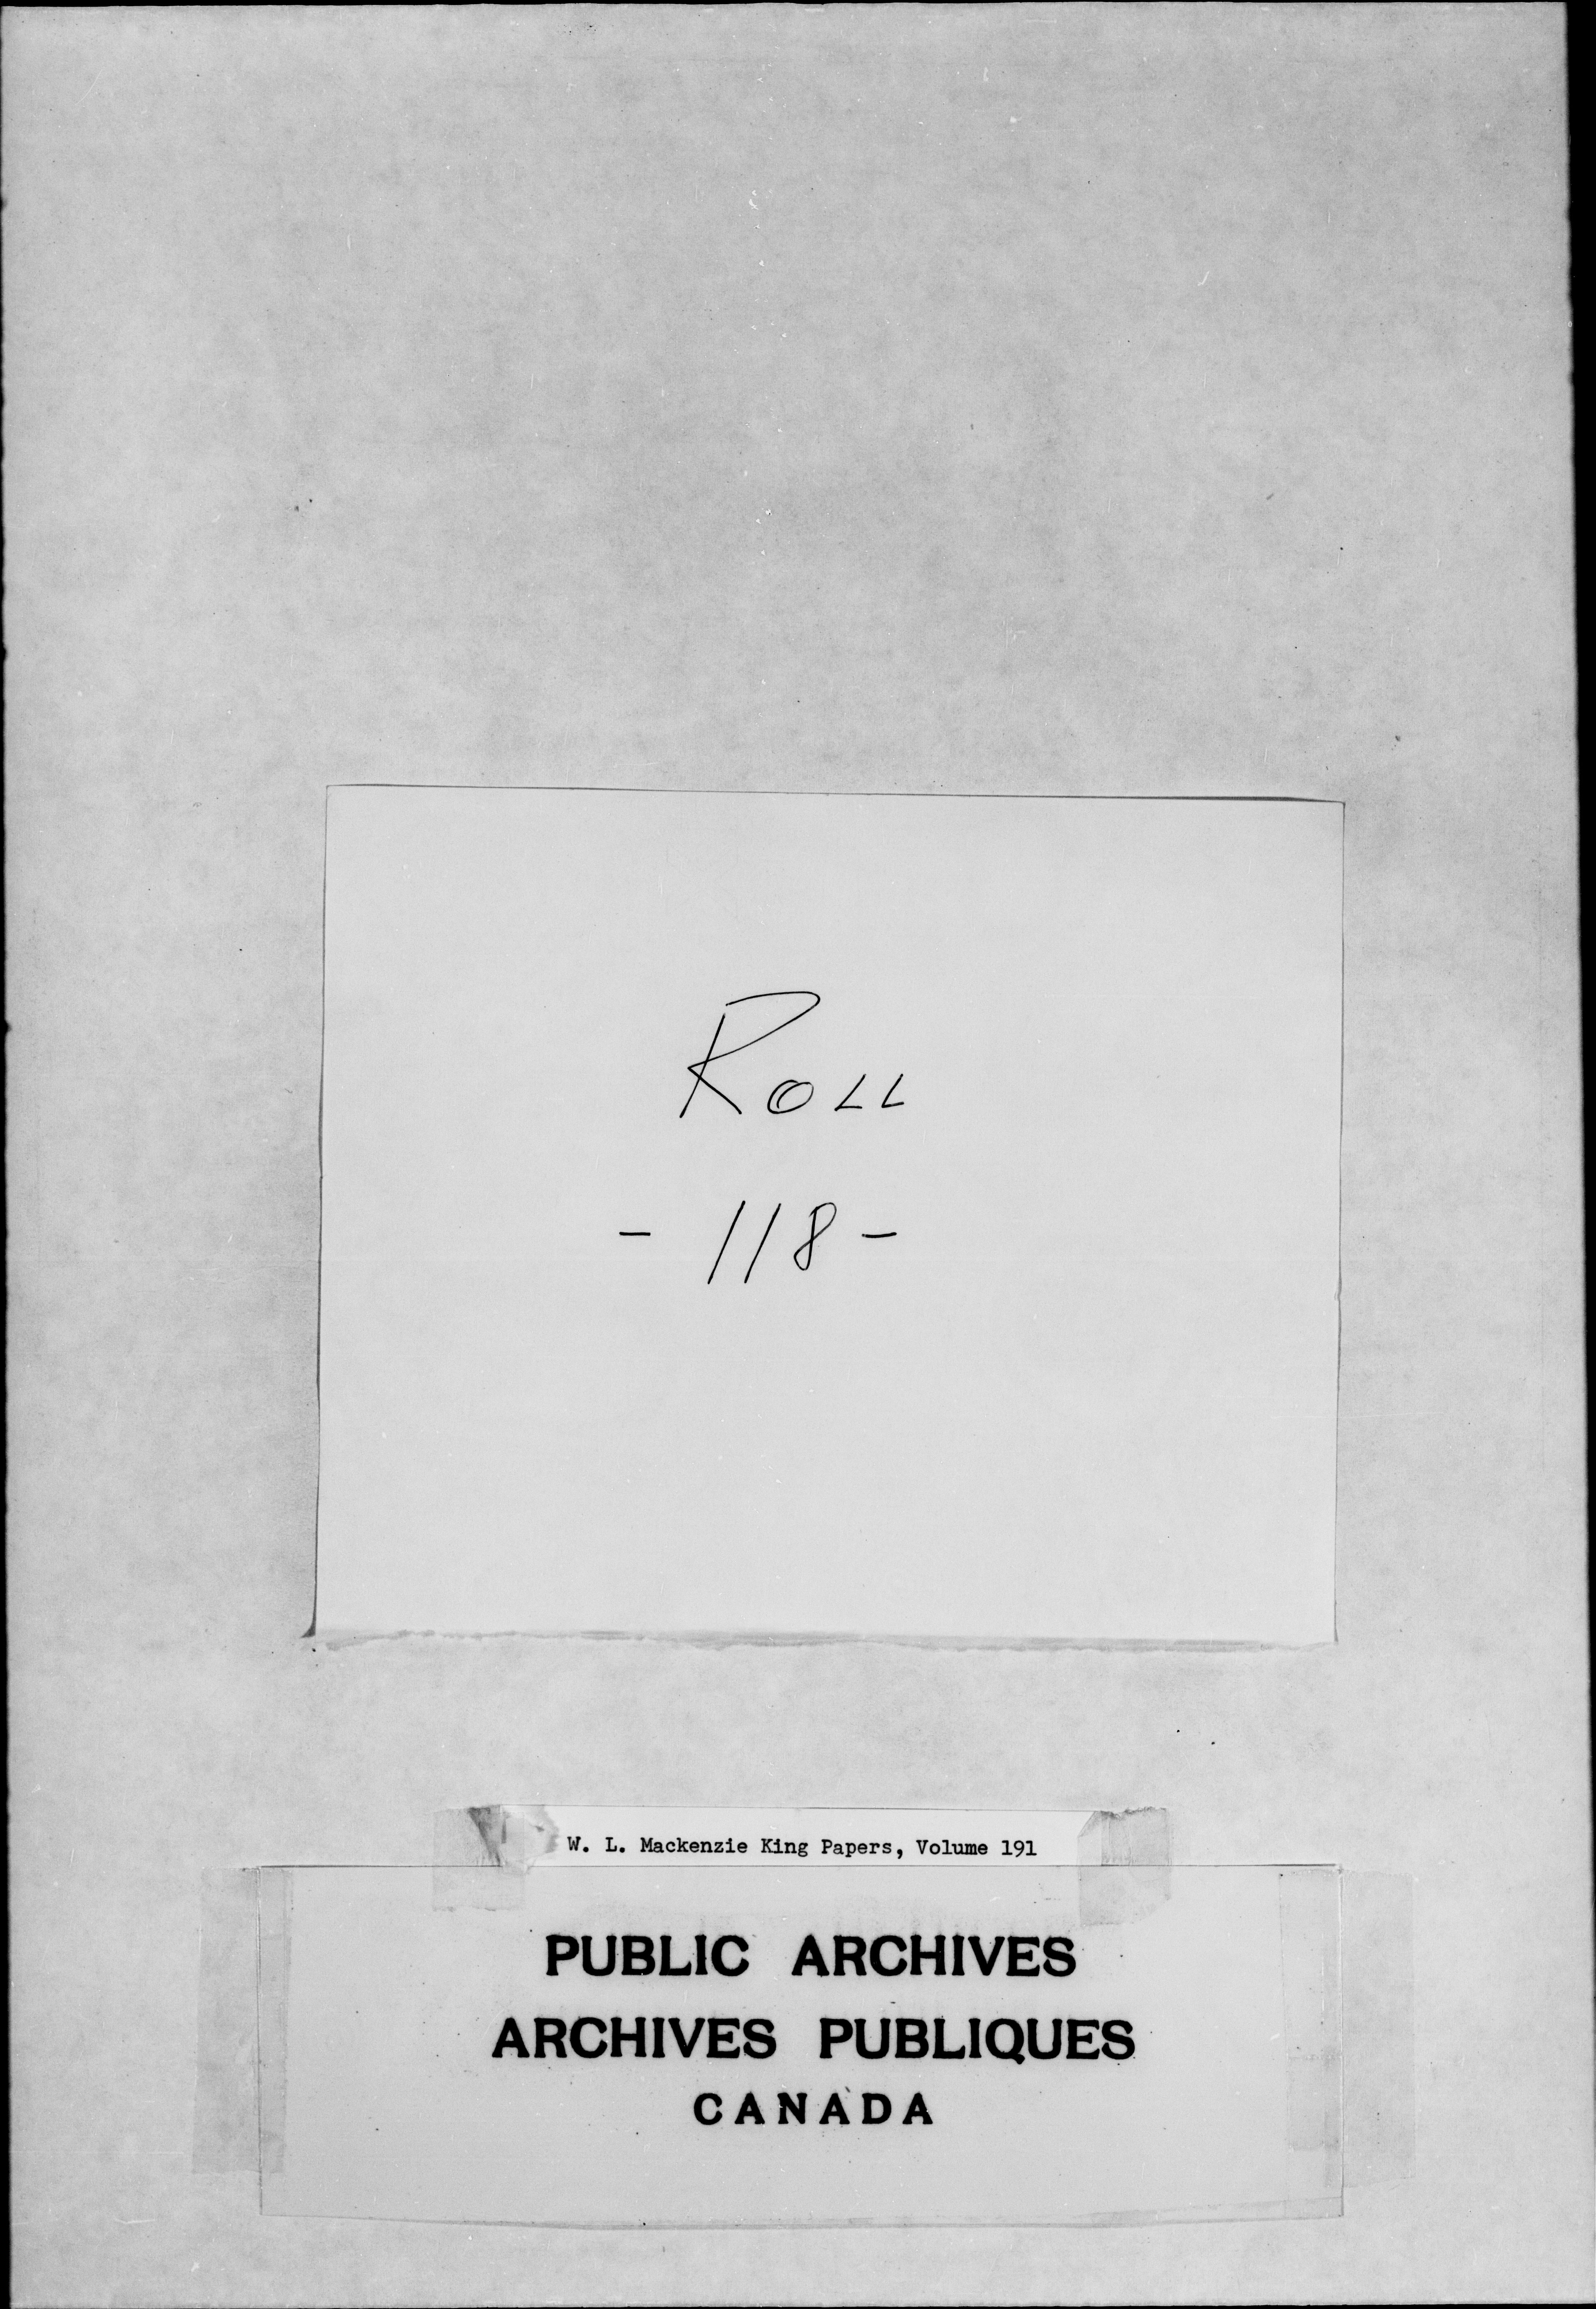 ROLL
- 118 -
W. L. Mackenzie King Papers, Volume 191
PUBLIC ARCHIVES
ARCHIVES PUBLIQUES
CANADA